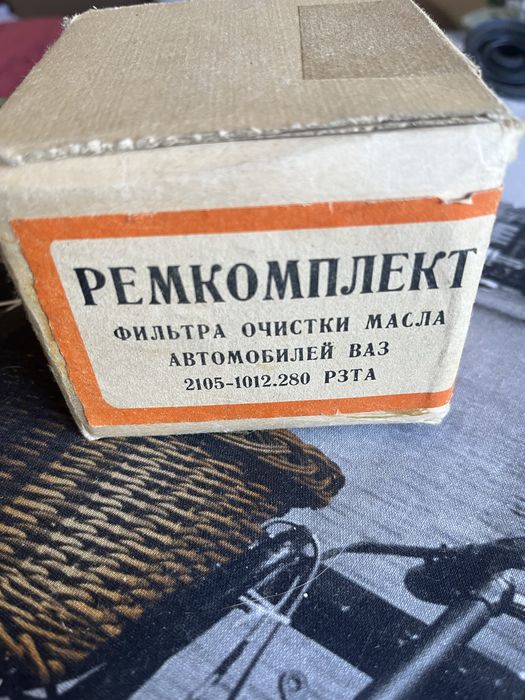 РЕМКОМПЛЕКТ
ФИЛЬТРА ОЧИСТКИ МАСЛА
АВТОМОБИЛЕЙ ВАЗ
2105-1012.280 РЗТА